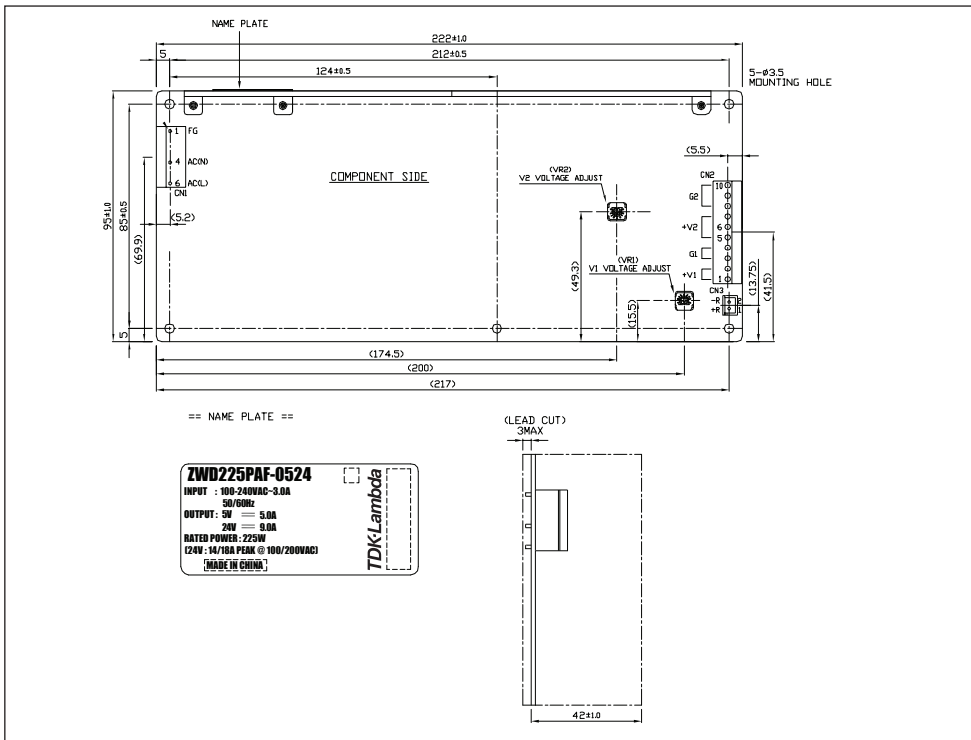 NAME PLATE
222±1.0
5
212±0.5
124±0.5
5-ø3.5
MOUNTING HOLE
1 FG
4 AC(N)
6 AC(L)
CN1
COMPONENT SIDE
(VR2)
V2 VOLTAGE ADJUST
(VR1)
V1 VOLTAGE ADJUST
(5.5)
CN2
10
G2
+V2
6
5
G1
+V1
1
CN3
-R 2
+R 1
95±1.0
85±0.5
(69.9)
(5.2)
5
(49.3)
(15.5)
(13.75)
(41.5)
(174.5)
(200)
(217)
== NAME PLATE ==
ZWD225PAF-0524
INPUT : 100-240VAC~3.0A
50/60Hz
OUTPUT : 5V ⎓ 5.0A
24V ⎓ 9.0A
RATED POWER : 225W
(24V : 14/18A PEAK @ 100/200VAC)
MADE IN CHINA
TDK·Lambda
(LEAD CUT)
3MAX
42±1.0